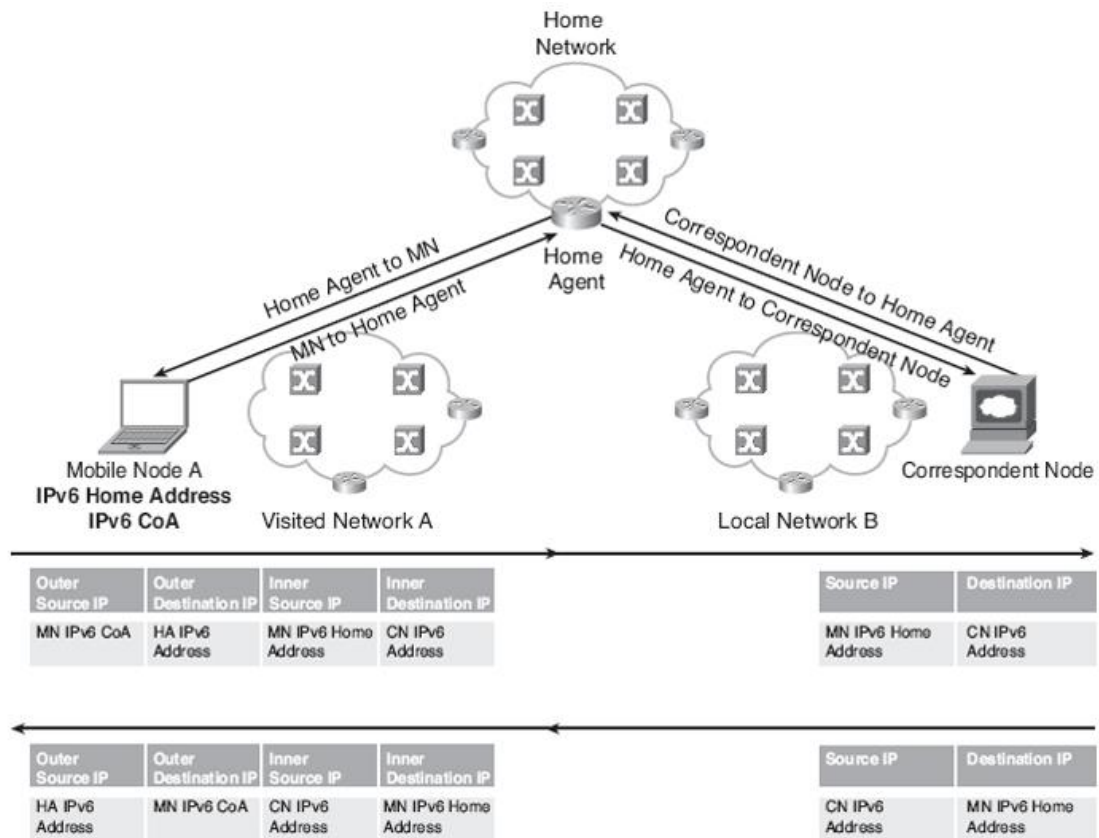 Home
Network
Home Agent to MN
MN to Home Agent
Home
Agent
Correspondent Node to Home Agent
Home Agent to Correspondent Node
Mobile Node A
IPv6 Home Address
IPv6 CoA
Visited Network A
Local Network B
Correspondent Node
Outer Outer Inner Inner
Source IP Destination IP Source IP Destination IP
MN IPv6 CoA HA IPv6 MN IPv6 Home CN IPv6
Address Address Address
Source IP Destination IP
MN IPv6 Home CN IPv6
Address Address
Outer Outer Inner Inner
Source IP Destination IP Source IP Destination IP
HA IPv6 MN IPv6 CoA CN IPv6 MN IPv6 Home
Address Address Address
Source IP Destination IP
CN IPv6 MN IPv6 Home
Address Address